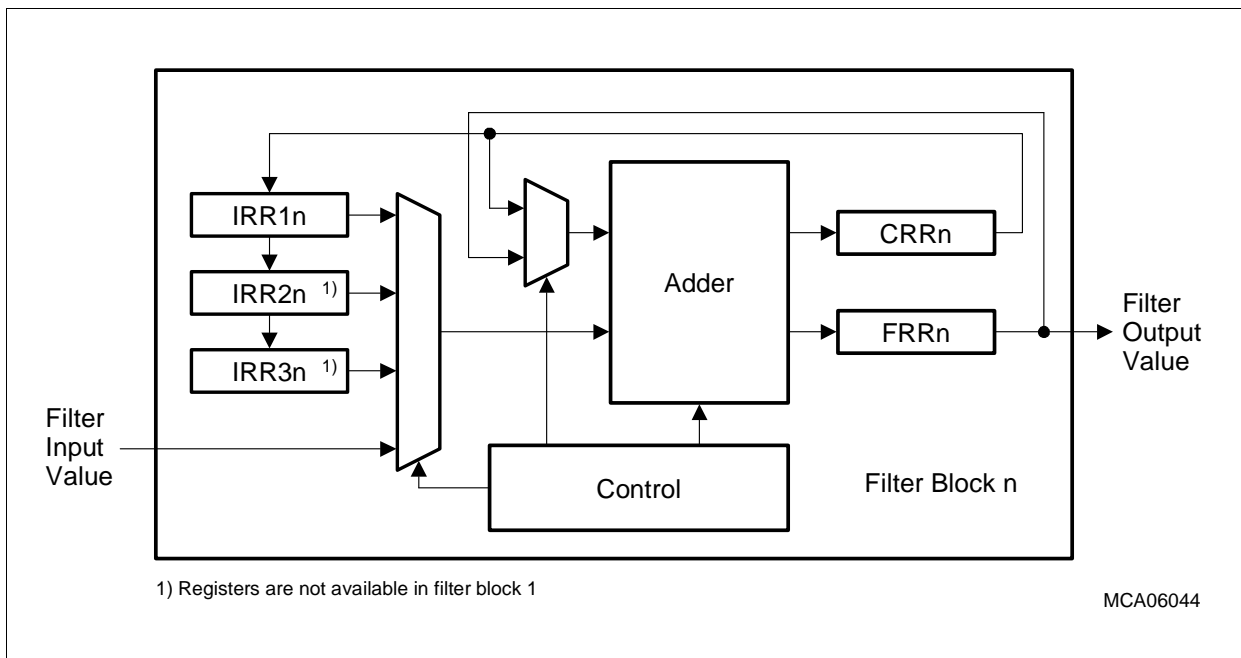 IRR1n
IRR2n 1)
IRR3n 1)
Filter
Input
Value
Adder
Control
CRRn
FRRn
Filter
Output
Value
Filter Block n
1) Registers are not available in filter block 1
MCA06044